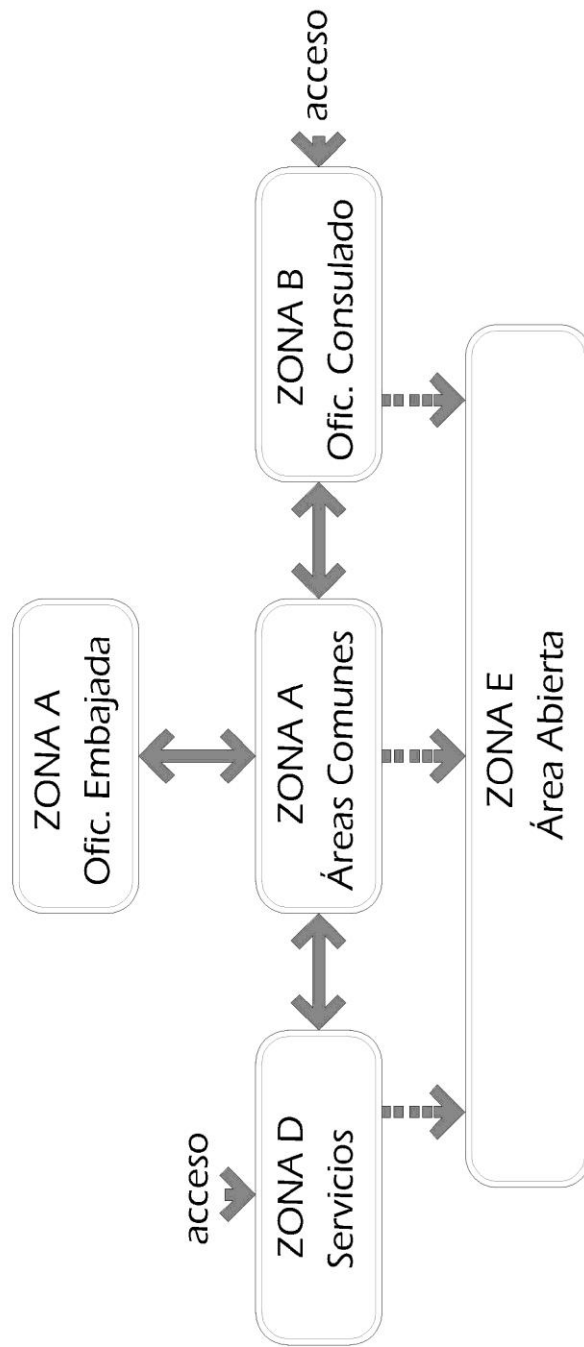 ZONA A
Ofic. Embajada
acceso
ZONA D
Servicios
ZONA A
Áreas Comunes
ZONA B
Ofic. Consulado
acceso
ZONA E
Área Abierta